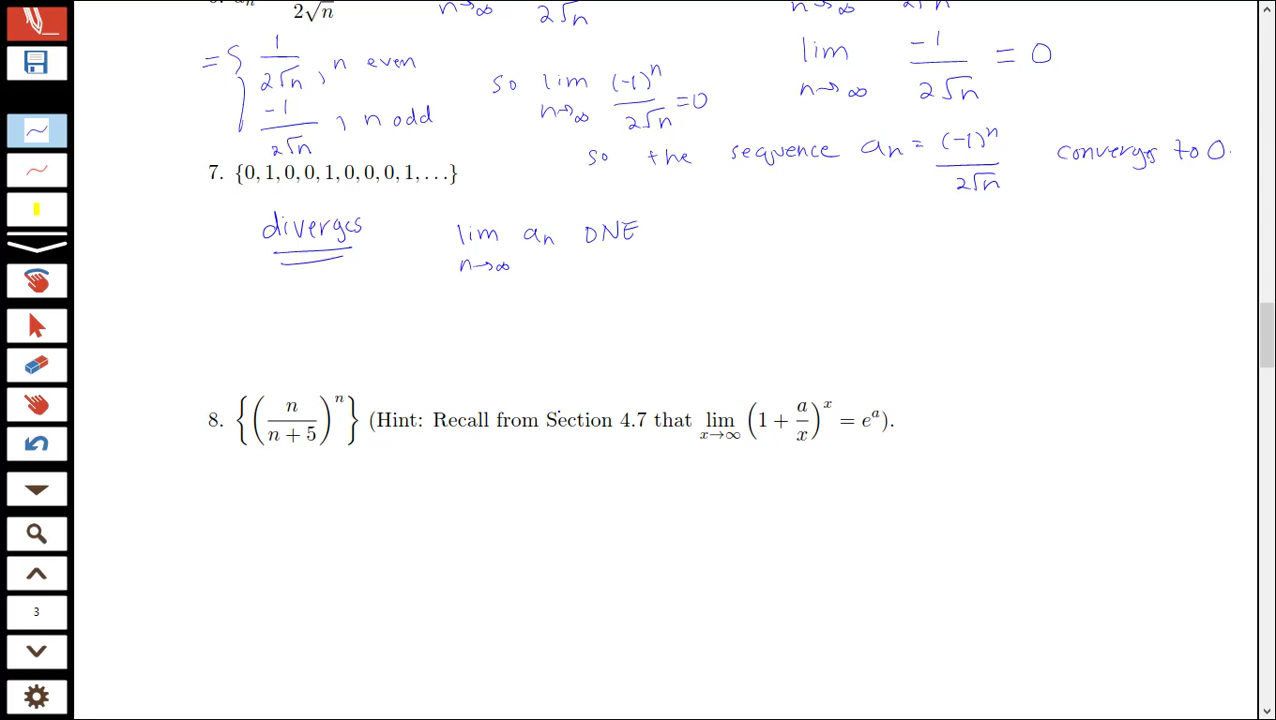 2√n n→∞ 2√n n→∞
= { 1/(2√n), n even
-1/(2√n), n odd
so lim n→∞ (-1)^n/(2√n) = 0
lim n→∞ -1/(2√n) = 0
so the sequence an = (-1)^n/(2√n) converges to 0.
7. {0, 1, 0, 0, 1, 0, 0, 0, 1, . . .}
diverges lim n→∞ an DNE
8. {(n/(n + 5))^n} (Hint: Recall from Section 4.7 that lim x→∞ (1 + a/x)^x = e^a).
3